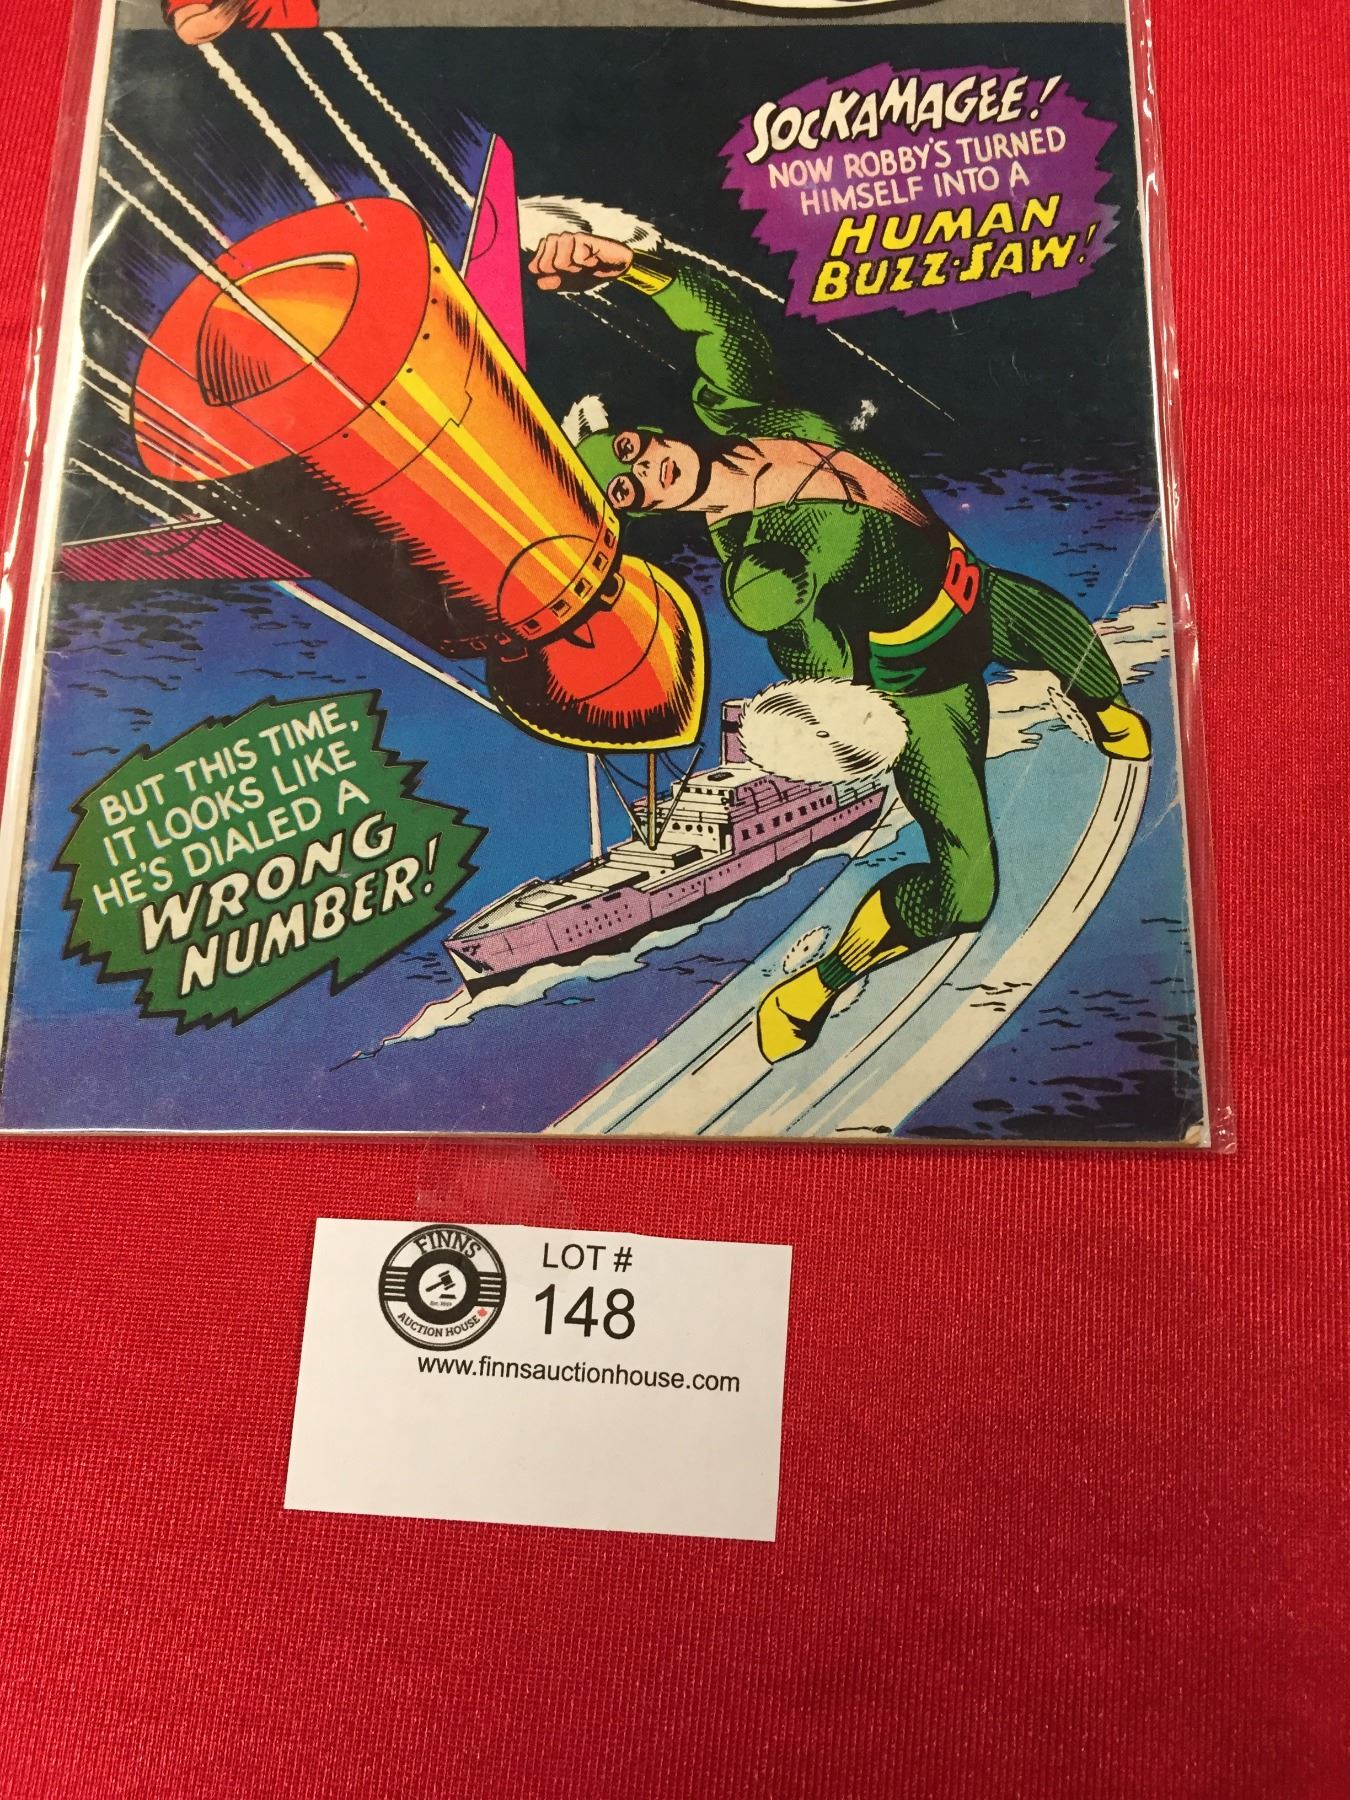 SOCKAMAGEE!
NOW ROBBY'S TURNED
HIMSELF INTO A
HUMAN
BUZZ-SAW!
B
BUT THIS TIME,
IT LOOKS LIKE
HE'S DIALED A
WRONG
NUMBER!
FINNS
AUCTION HOUSE
LOT #
148
www.finnsauctionhouse.com